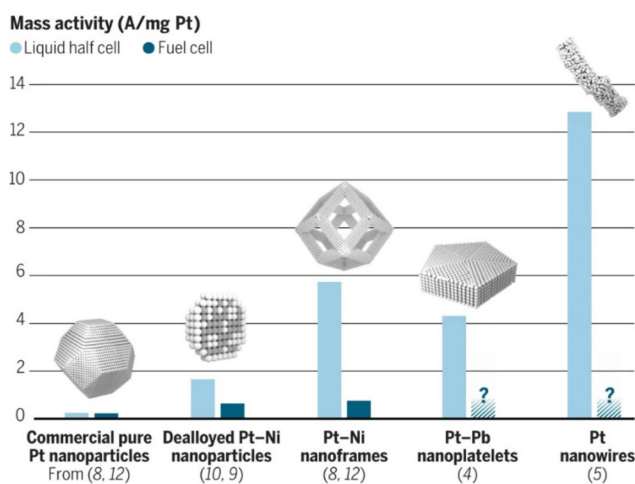 Mass activity (A/mg Pt)
Liquid half cell Fuel cell
14
12
10
8
6
4
2
0
? ?
Commercial pure Dealloyed Pt–Ni Pt–Ni Pt–Pb Pt
Pt nanoparticles nanoparticles nanoframes nanoplatelets nanowires
From (8, 12) (10, 9) (8, 12) (4) (5)